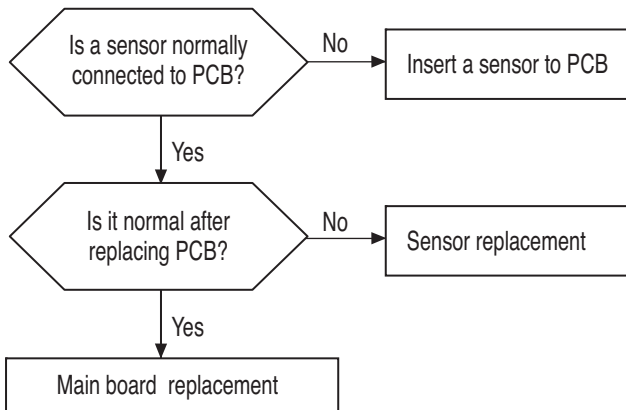 Is a sensor normally
connected to PCB?
No
Insert a sensor to PCB
Yes
Is it normal after
replacing PCB?
No
Sensor replacement
Yes
Main board replacement